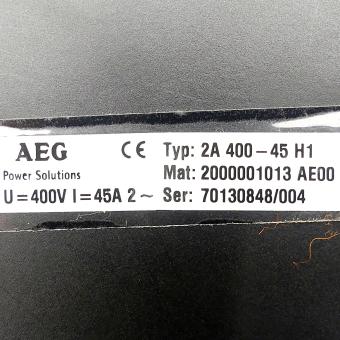 AEG CE Typ: 2A 400-45 H1
Power Solutions Mat: 2000001013 AE00
U=400V I=45A 2~ Ser: 70130848/004